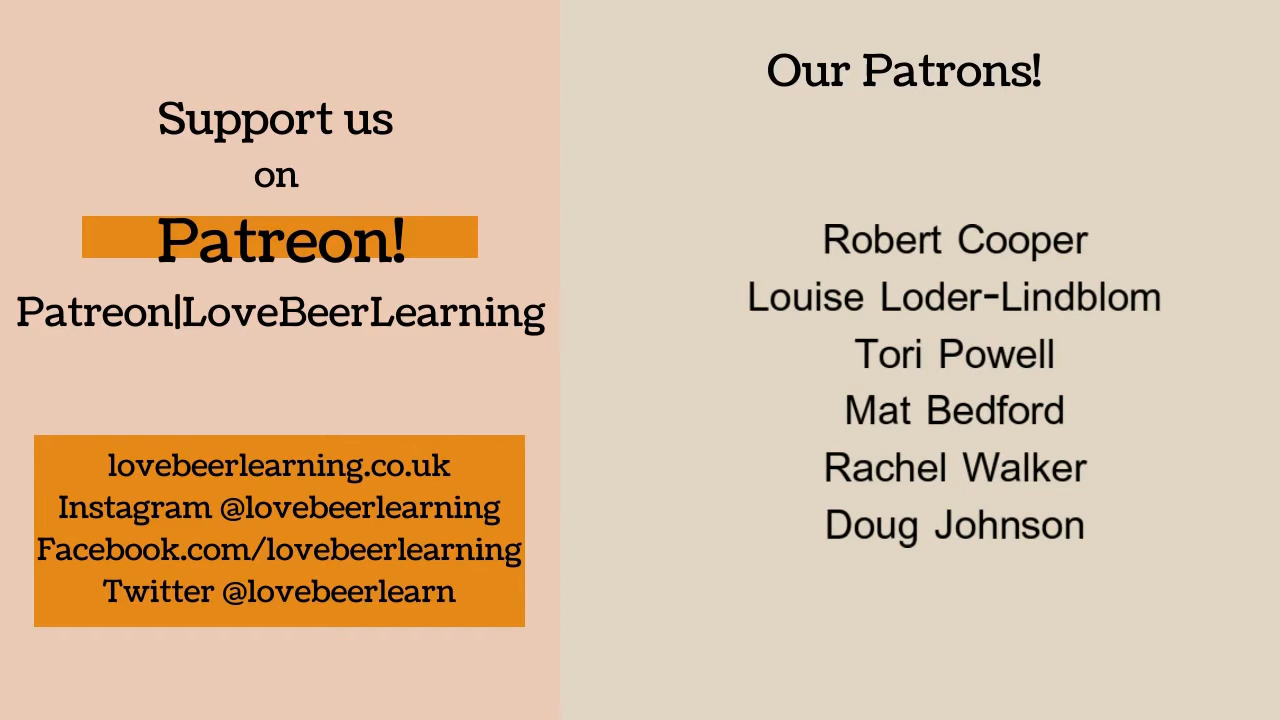 Support us
on
Patreon!
Patreon|LoveBeerLearning
lovebeerlearning.co.uk
Instagram @lovebeerlearning
Facebook.com/lovebeerlearning
Twitter @lovebeerlearn
Our Patrons!
Robert Cooper
Louise Loder-Lindblom
Tori Powell
Mat Bedford
Rachel Walker
Doug Johnson